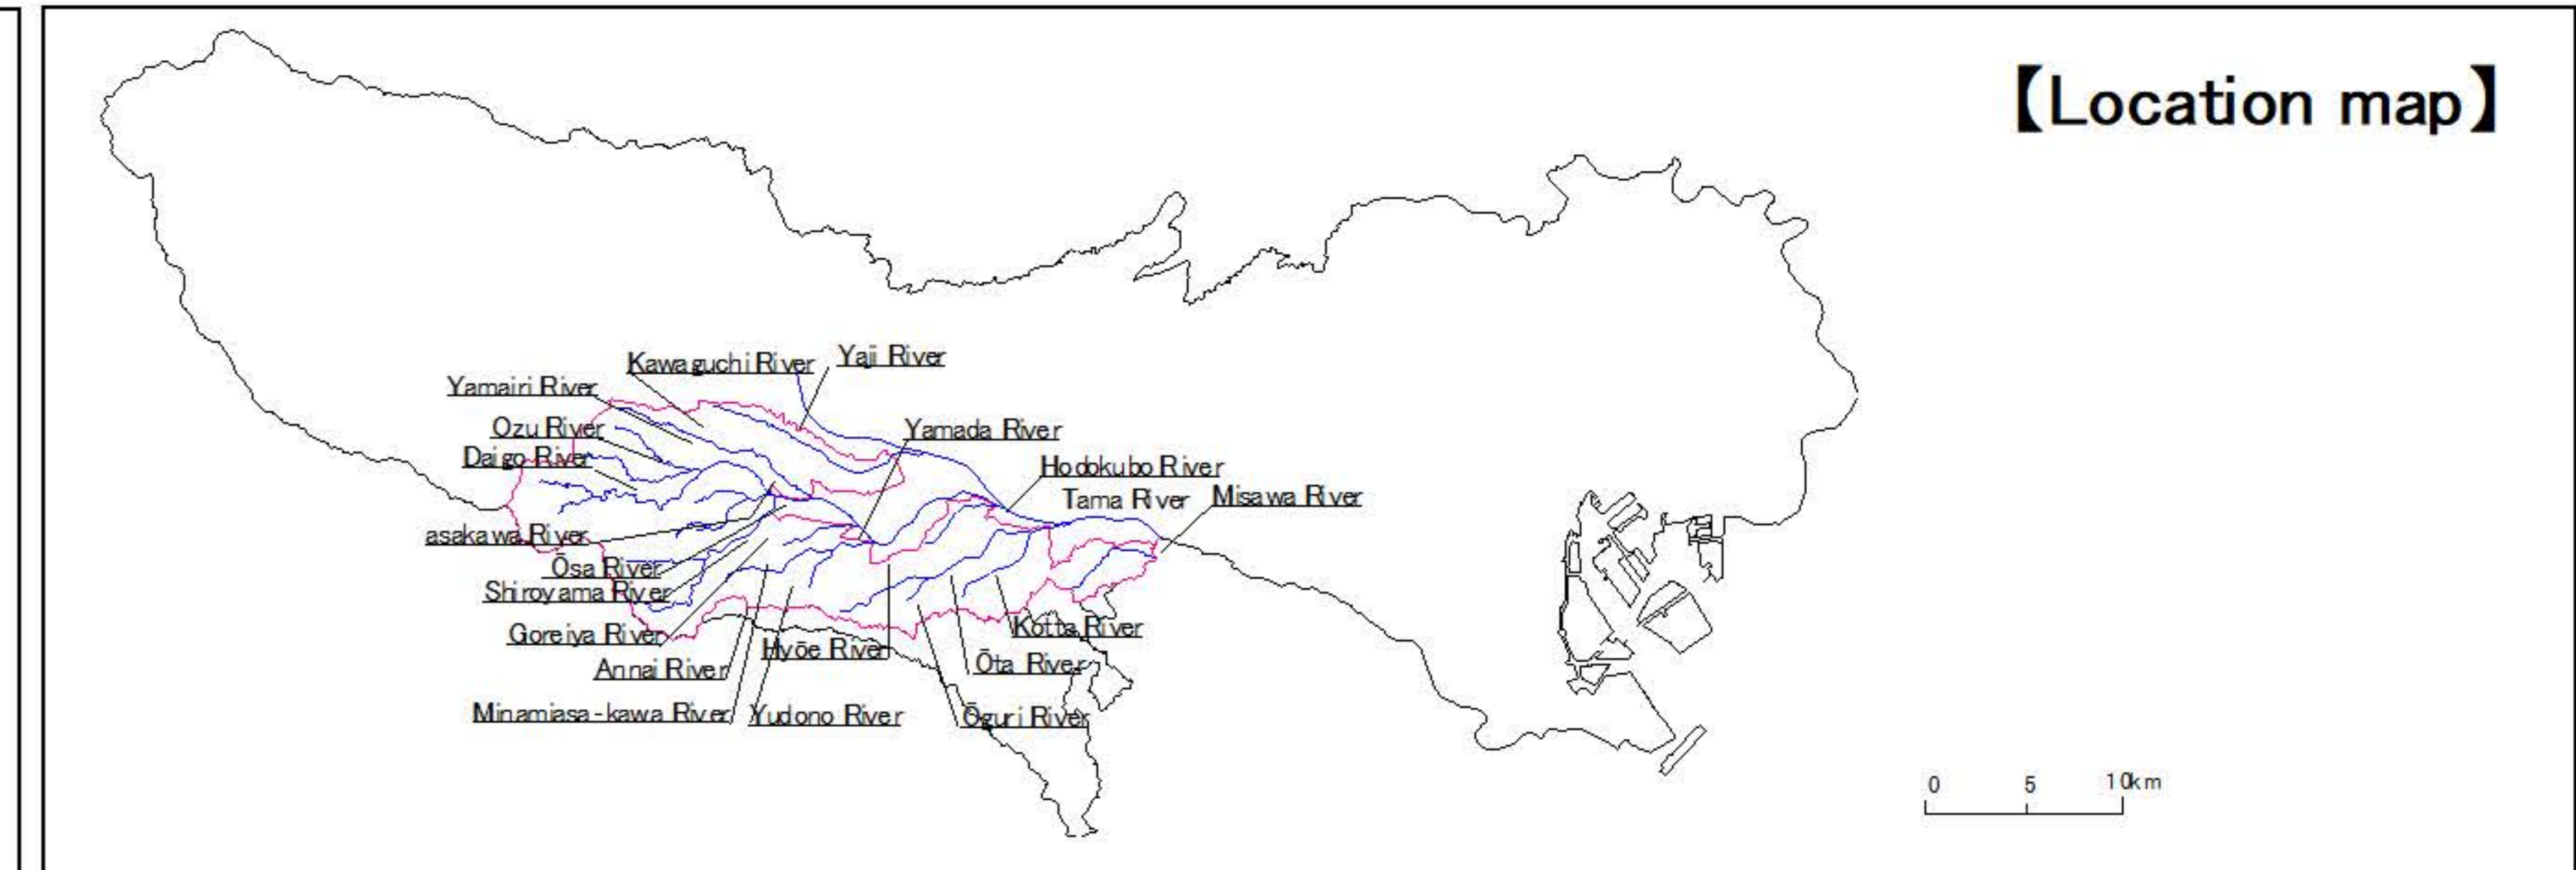 【Location map】
Yaji River
Kawaguchi River
Yamairi River
Ozu River
Daigo River
Yamada River
Hodokubo River
Tama River
Misawa River
asakawa River
Ōsa River
Shiroyama River
Goreiya River
Annai River
Minamiasa-kawa River
Yudono River
Hyōe River
Kotta River
Ōta River
Ōguri River
0 5 10km